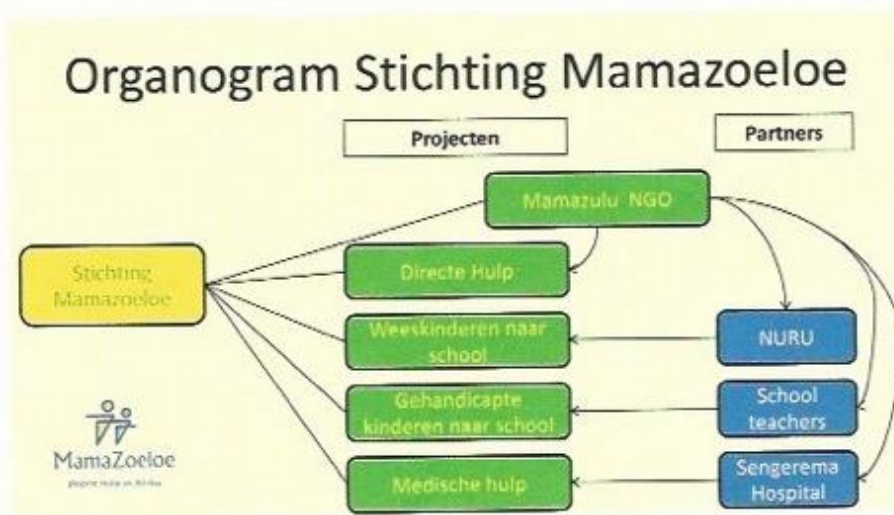 Organogram Stichting Mamazoeloe
Projecten
Partners
Mamazulu NGO
Stichting
Mamazoeloe
Directe Hulp
Weeskinderen naar
school
NURU
Gehandicapte
kinderen naar school
School
teachers
Medische hulp
Sengerema
Hospital
MamaZoeloe